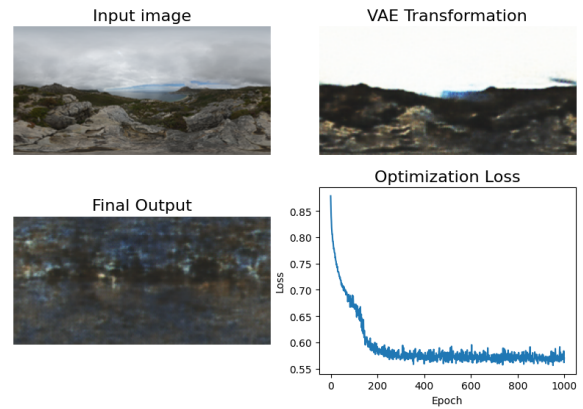 Input image
VAE Transformation
Final Output
Optimization Loss
Loss
0.85
0.80
0.75
0.70
0.65
0.60
0.55
0 200 400 600 800 1000
Epoch